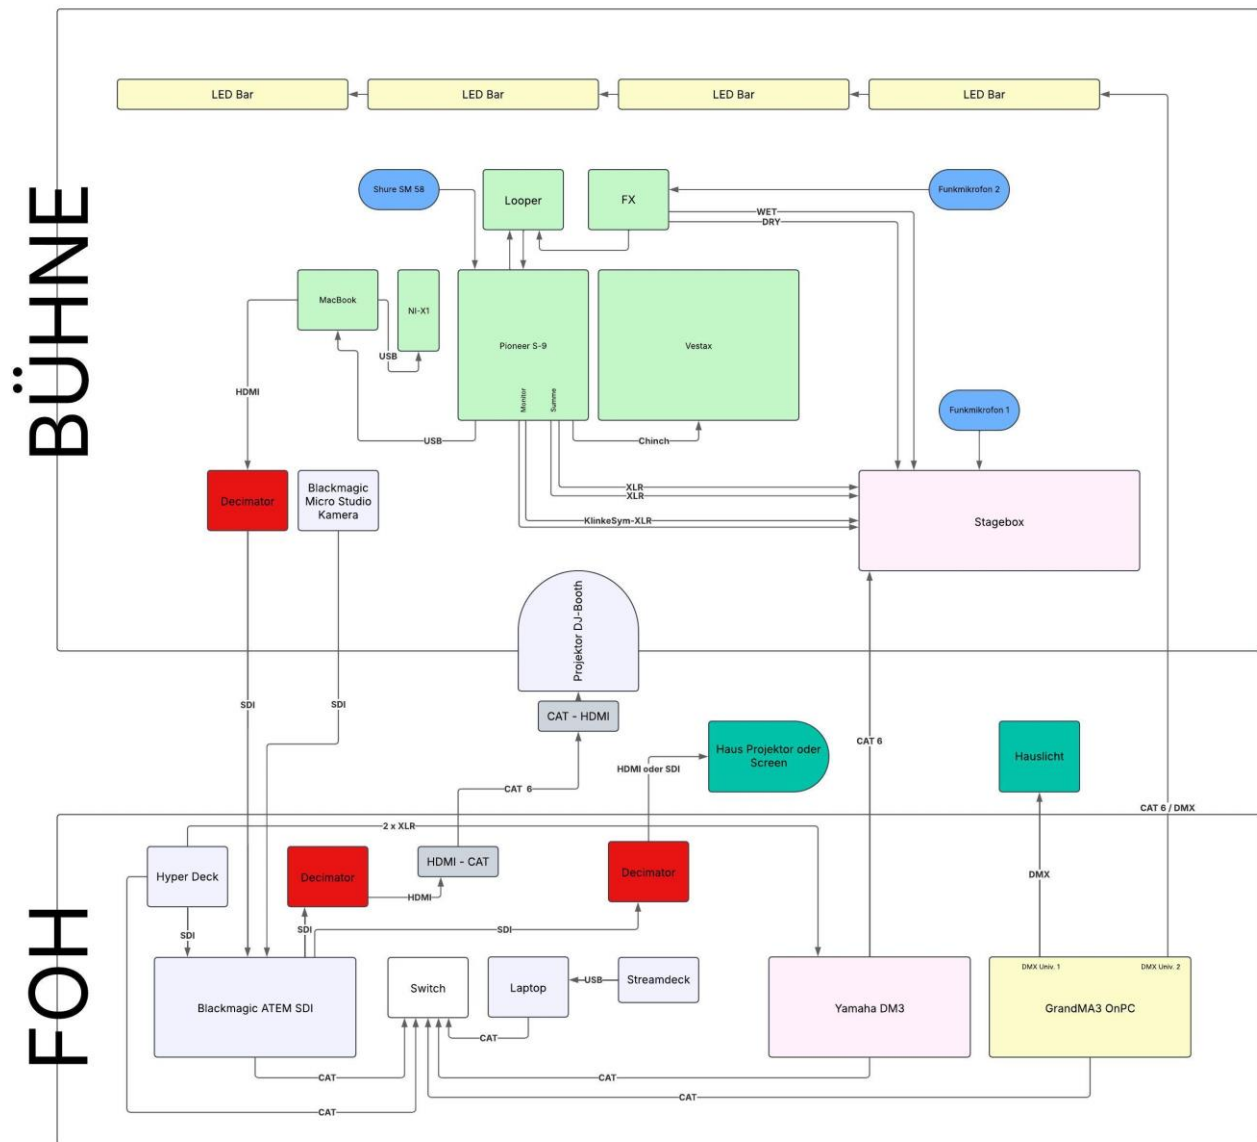 BÜHNE
LED Bar
LED Bar
LED Bar
LED Bar
Shure SM 58
Looper
FX
Funkmikrofon 2
WET
DRY
MacBook
NI-X1
Pioneer S-9
Vestax
USB
HDMI
Monitor
Summe
Funkmikrofon 1
USB
Chinch
Decimator
Blackmagic
Micro Studio
Kamera
XLR
XLR
KlinkeSym-XLR
Stagebox
Projektor DJ-Booth
SDI
SDI
CAT - HDMI
Haus Projektor oder
Screen
Hauslicht
CAT 6
HDMI oder SDI
CAT 6
CAT 6 / DMX
FOH
2 x XLR
Hyper Deck
Decimator
HDMI - CAT
Decimator
HDMI
DMX
SDI
SDI
SDI
Blackmagic ATEM SDI
Switch
Laptop
USB
Streamdeck
Yamaha DM3
DMX Univ. 1
DMX Univ. 2
GrandMA3 OnPC
CAT
CAT
CAT
CAT
CAT